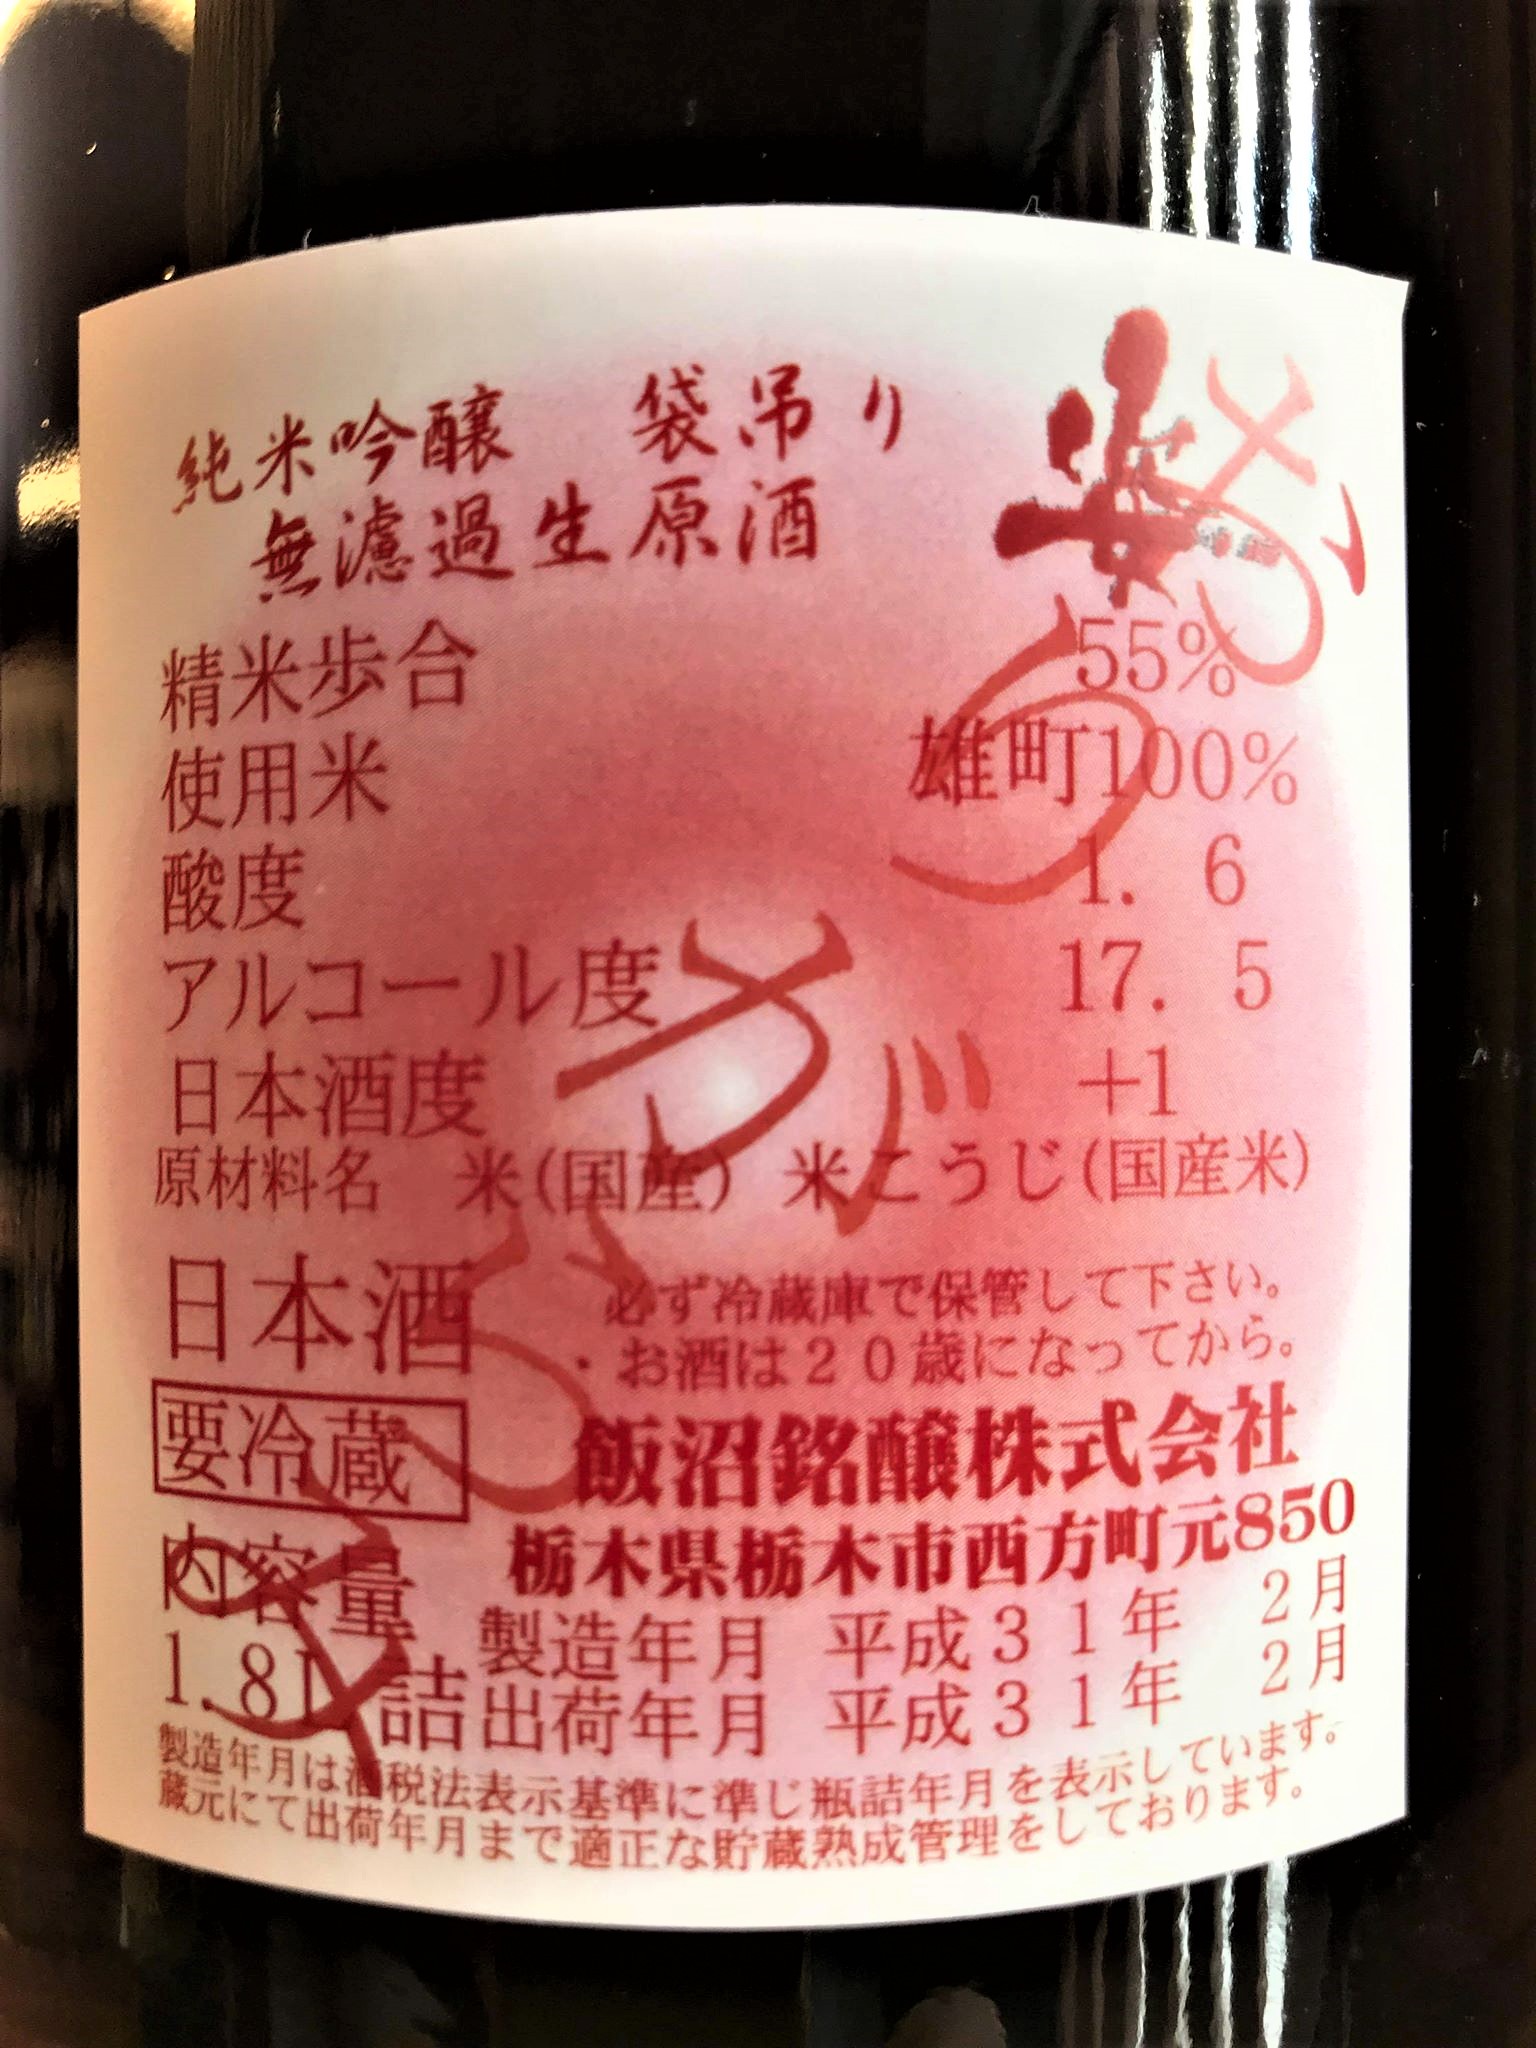 純米吟醸 袋吊り
無濾過生原酒
精米歩合 55%
使用米 雄町100%
酸度 1. 6
アルコール度 17. 5
日本酒度 +1
原材料名 米(国産) 米こうじ(国産米)
日本酒
必ず冷蔵庫で保管して下さい。
・お酒は20歳になってから。
要冷蔵
飯沼銘醸株式会社
栃木県栃木市西方町元850
内容量
1.8L詰
製造年月 平成31年 2月
出荷年月 平成31年 2月
製造年月は酒税法表示基準に準じ瓶詰年月を表示しています。
蔵元にて出荷年月まで適正な貯蔵熟成管理をしております。